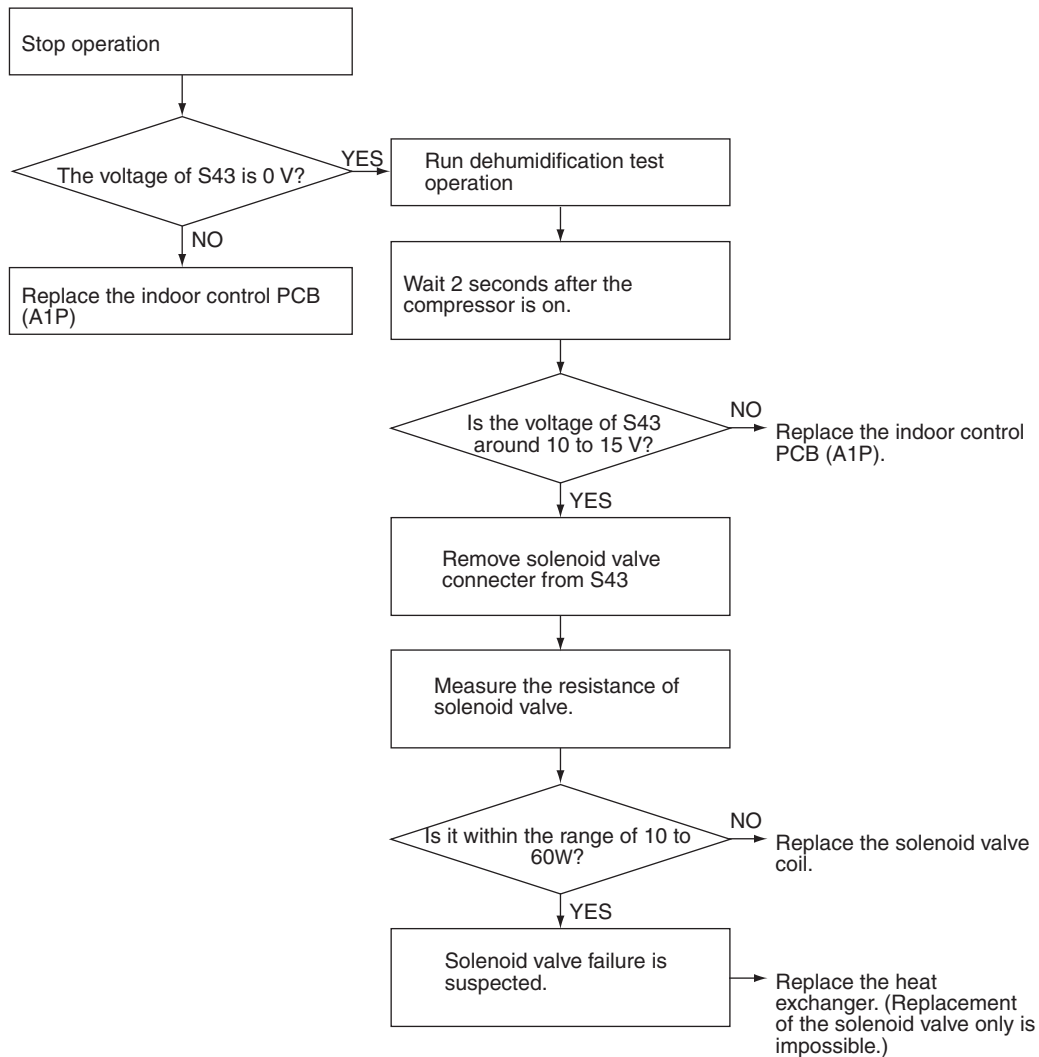 Stop operation
The voltage of S43 is 0 V?
YES
Run dehumidification test
operation
NO
Replace the indoor control PCB
(A1P)
Wait 2 seconds after the
compressor is on.
Is the voltage of S43
around 10 to 15 V?
NO
Replace the indoor control
PCB (A1P).
YES
Remove solenoid valve
connecter from S43
Measure the resistance of
solenoid valve.
Is it within the range of 10 to
60W?
NO
Replace the solenoid valve
coil.
YES
Solenoid valve failure is
suspected.
Replace the heat
exchanger. (Replacement
of the solenoid valve only is
impossible.)